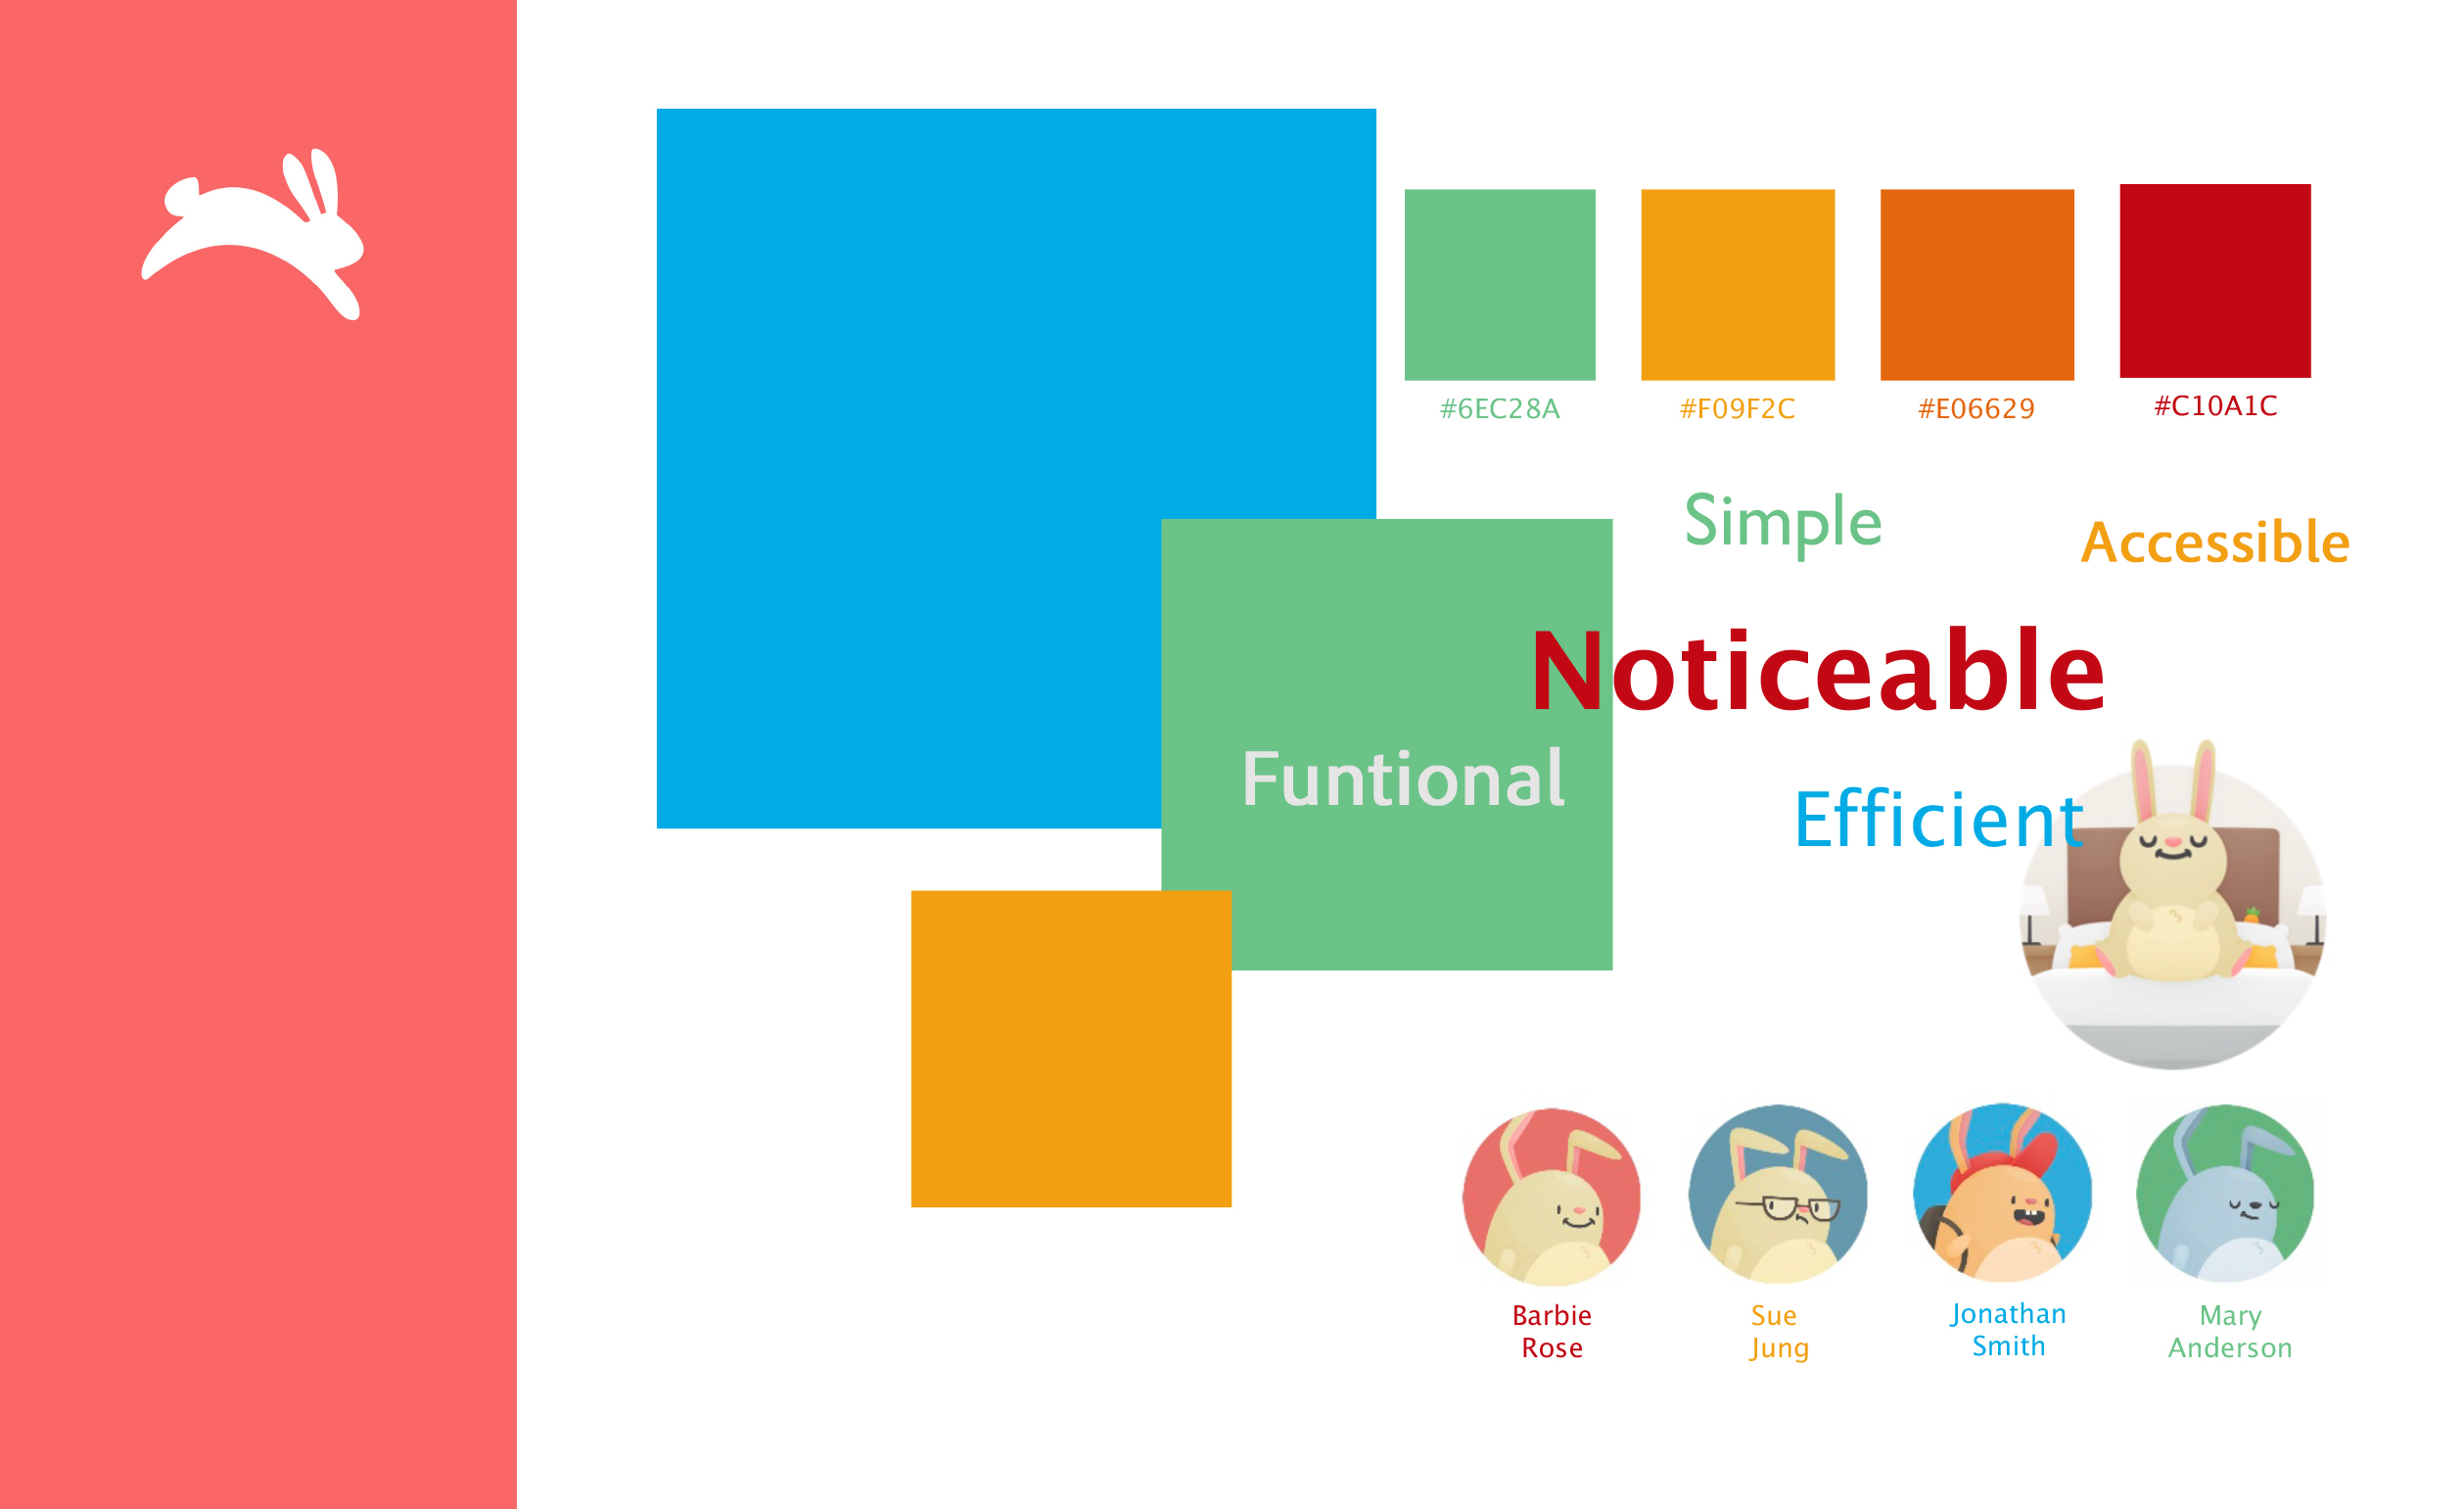 #6EC28A
#F09F2C
#E06629
#C10A1C
Simple
Accessible
Noticeable
Funtional
Efficient
Barbie
Rose
Sue
Jung
Jonathan
Smith
Mary
Anderson